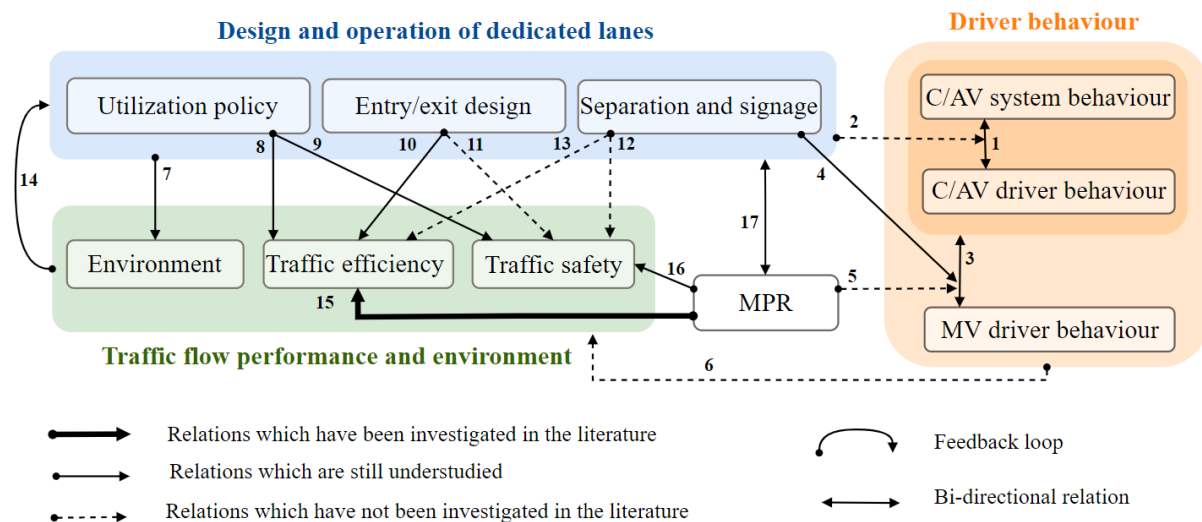 Design and operation of dedicated lanes
Driver behaviour
Utilization policy
Entry/exit design
Separation and signage
C/AV system behaviour
8
9
10
11
13
12
2
1
14
7
4
C/AV driver behaviour
17
Environment
Traffic efficiency
Traffic safety
16
3
15
MPR
5
MV driver behaviour
Traffic flow performance and environment
6
Relations which have been investigated in the literature
Feedback loop
Relations which are still understudied
Bi-directional relation
Relations which have not been investigated in the literature